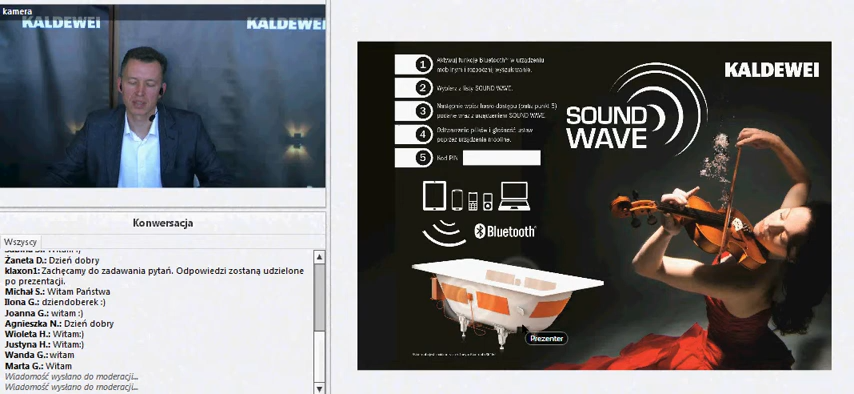 kamera
KALDEWEI
KALDEWEI
Konwersacja
Wszyscy
Żaneta D.: Dzień dobry
klaxon1: Zachęcamy do zadawania pytań. Odpowiedzi zostaną udzielone
po prezentacji.
Michał S.: Witam Państwa
Ilona G.: dziendoberek :)
Joanna G.: witam :)
Agnieszka N.: Dzień dobry
Wioleta H.: Witam:)
Justyna H.: Witam:)
Wanda G.: witam
Marta G.: Witam
Wiadomość wysłano do moderacji...
Wiadomość wysłano do moderacji...
1 Aktywuj funkcję Bluetooth® w urządzeniu
mobilnym i rozpocznij wyszukiwanie.
2 Wybierz z listy SOUND WAVE.
3 Następnie wpisz hasło dostępu (patrz punkt 5)
podane wraz z urządzeniem SOUND WAVE.
4 Odtwarzanie plików i głośność ustaw
poprzez urządzenie mobilne.
5 Kod PIN:
Bluetooth®
SOUND
WAVE
KALDEWEI
Prezenter